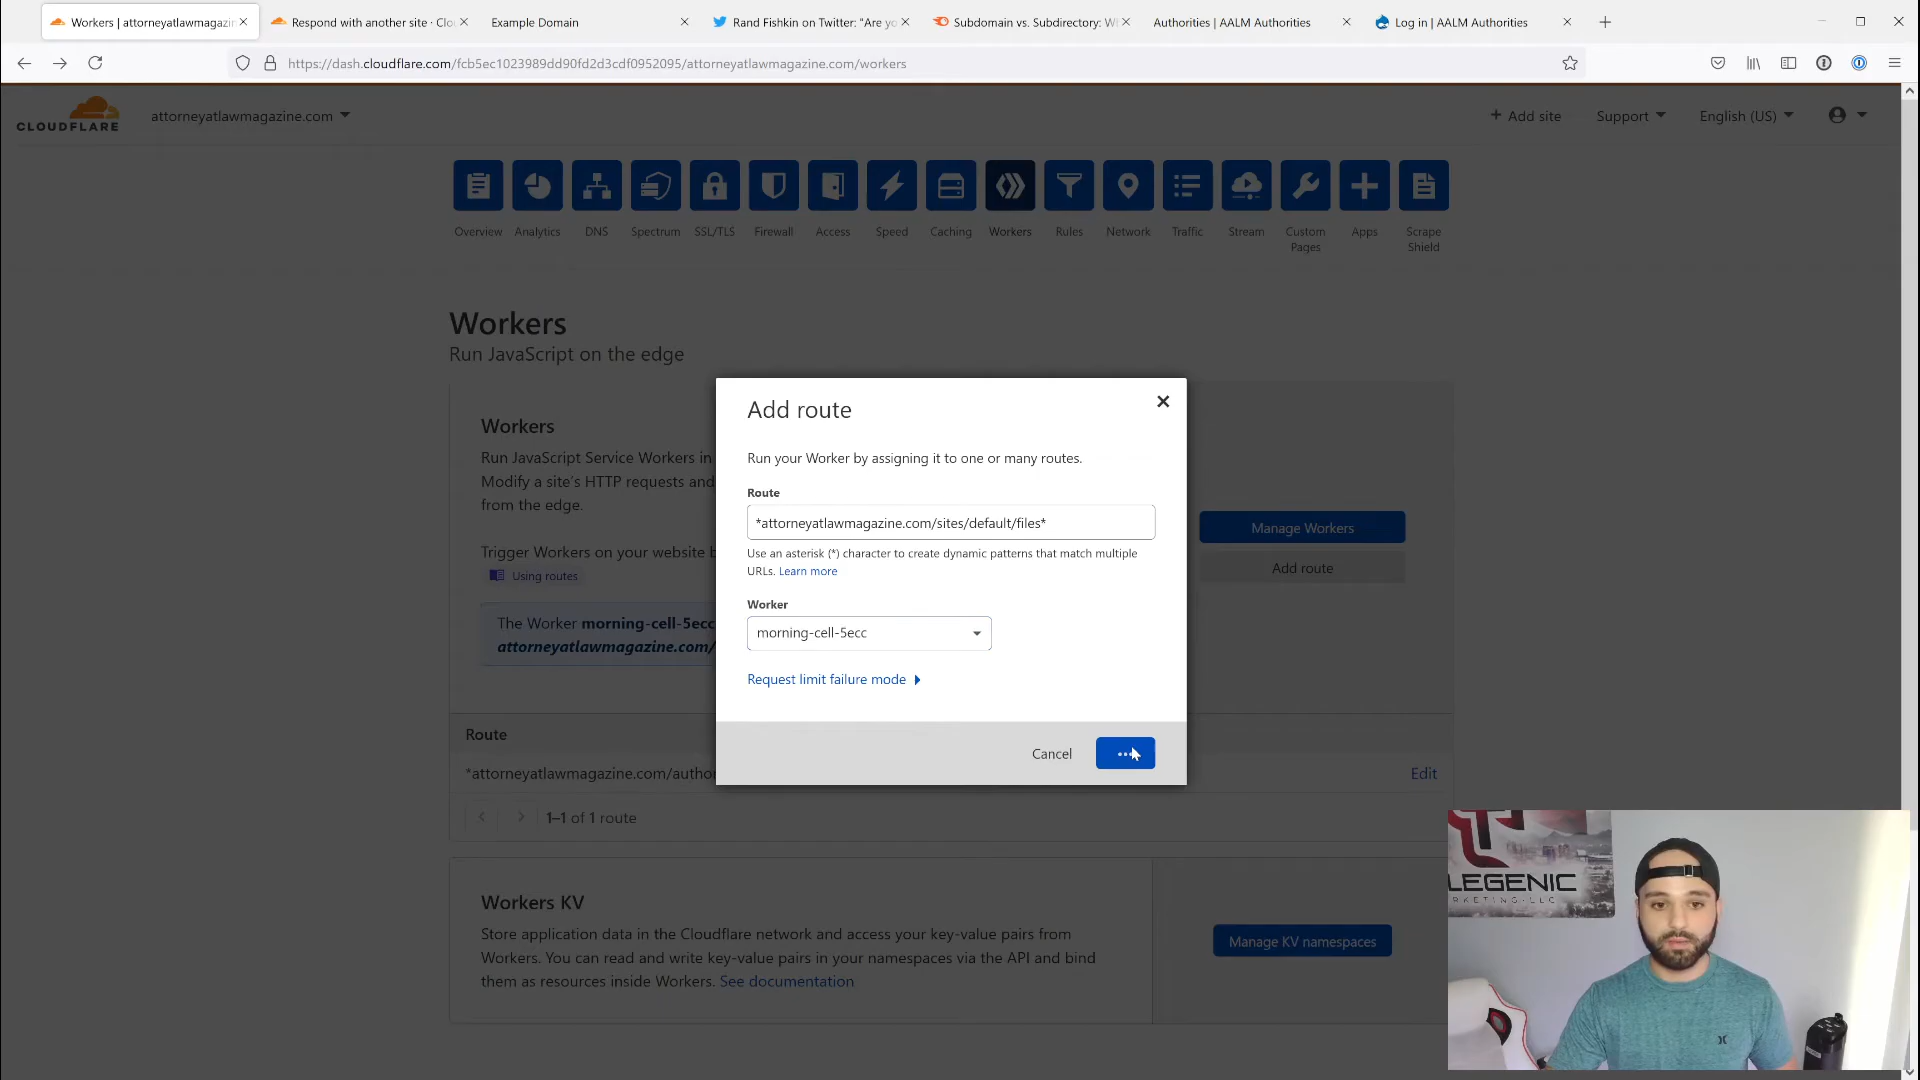 Workers | attorneyatlawmagazin
Respond with another site · Clo
Example Domain
Rand Fishkin on Twitter: "Are yo
Subdomain vs. Subdirectory: W
Authorities | AALM Authorities
Log in | AALM Authorities
https://dash.cloudflare.com/fcb5ec1023989dd90fd2d3cdf0952095/attorneyatlawmagazine.com/workers
CLOUDFLARE
attorneyatlawmagazine.com
+ Add site
Support
English (US)
Overview
Analytics
DNS
Spectrum
SSL/TLS
Firewall
Access
Speed
Caching
Workers
Rules
Network
Traffic
Stream
Custom Pages
Apps
Scrape Shield
Workers
Run JavaScript on the edge
Workers
Run JavaScript Service Workers in
Modify a site's HTTP requests and
from the edge.
Trigger Workers on your website b
Using routes
The Worker morning-cell-5ecc
attorneyatlawmagazine.com/
Manage Workers
Add route
Add route
Run your Worker by assigning it to one or many routes.
Route
*attorneyatlawmagazine.com/sites/default/files*
Use an asterisk (*) character to create dynamic patterns that match multiple
URLs. Learn more
Worker
morning-cell-5ecc
Request limit failure mode
Cancel
Route
*attorneyatlawmagazine.com/autho
Edit
1–1 of 1 route
Workers KV
Store application data in the Cloudflare network and access your key-value pairs from
Workers. You can read and write key-value pairs in your namespaces via the API and bind
them as resources inside Workers. See documentation
Manage KV namespaces
LEGENIC
RKETING·LLC